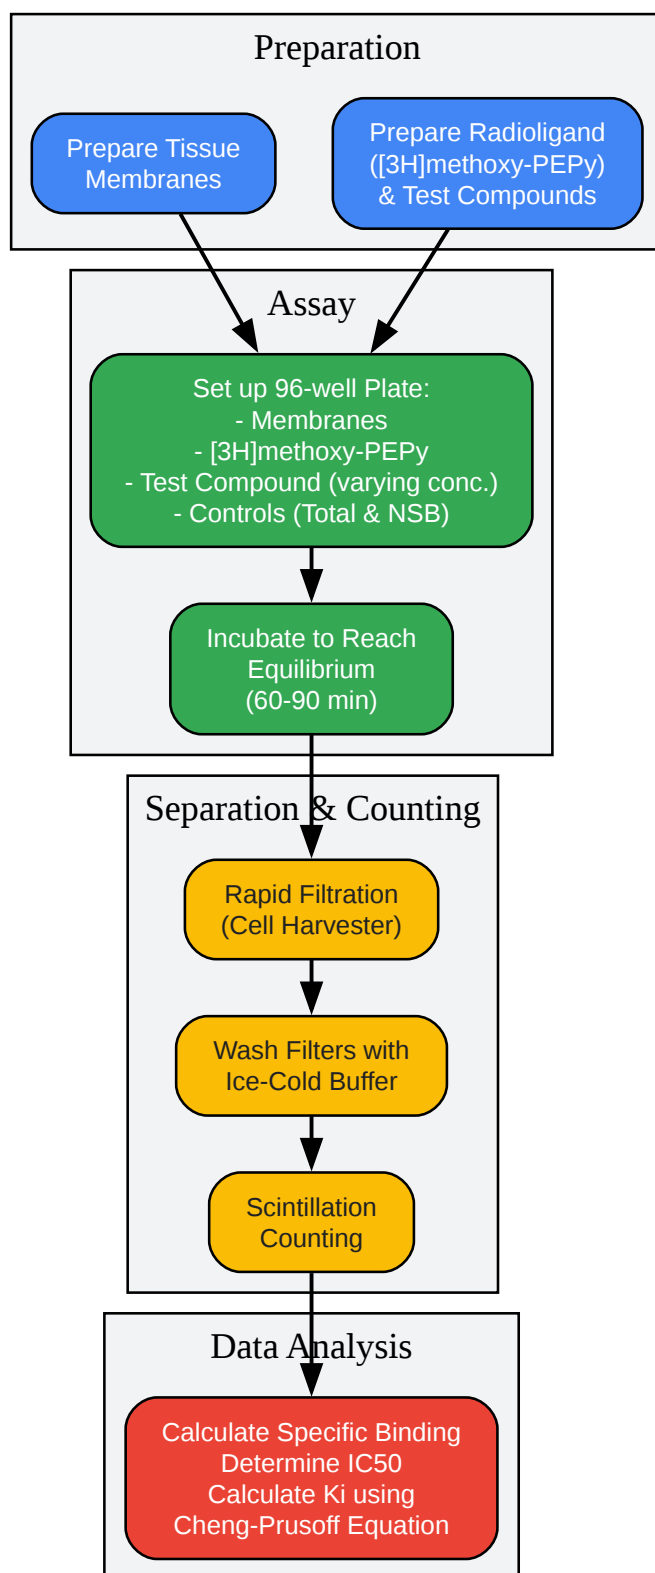 Preparation
Prepare Tissue
Membranes
Prepare Radioligand
([3H]methoxy-PEPy)
& Test Compounds
Assay
Set up 96-well Plate:
- Membranes
- [3H]methoxy-PEPy
- Test Compound (varying conc.)
- Controls (Total & NSB)
Incubate to Reach
Equilibrium
(60-90 min)
Separation & Counting
Rapid Filtration
(Cell Harvester)
Wash Filters with
Ice-Cold Buffer
Scintillation
Counting
Data Analysis
Calculate Specific Binding
Determine IC50
Calculate Ki using
Cheng-Prusoff Equation